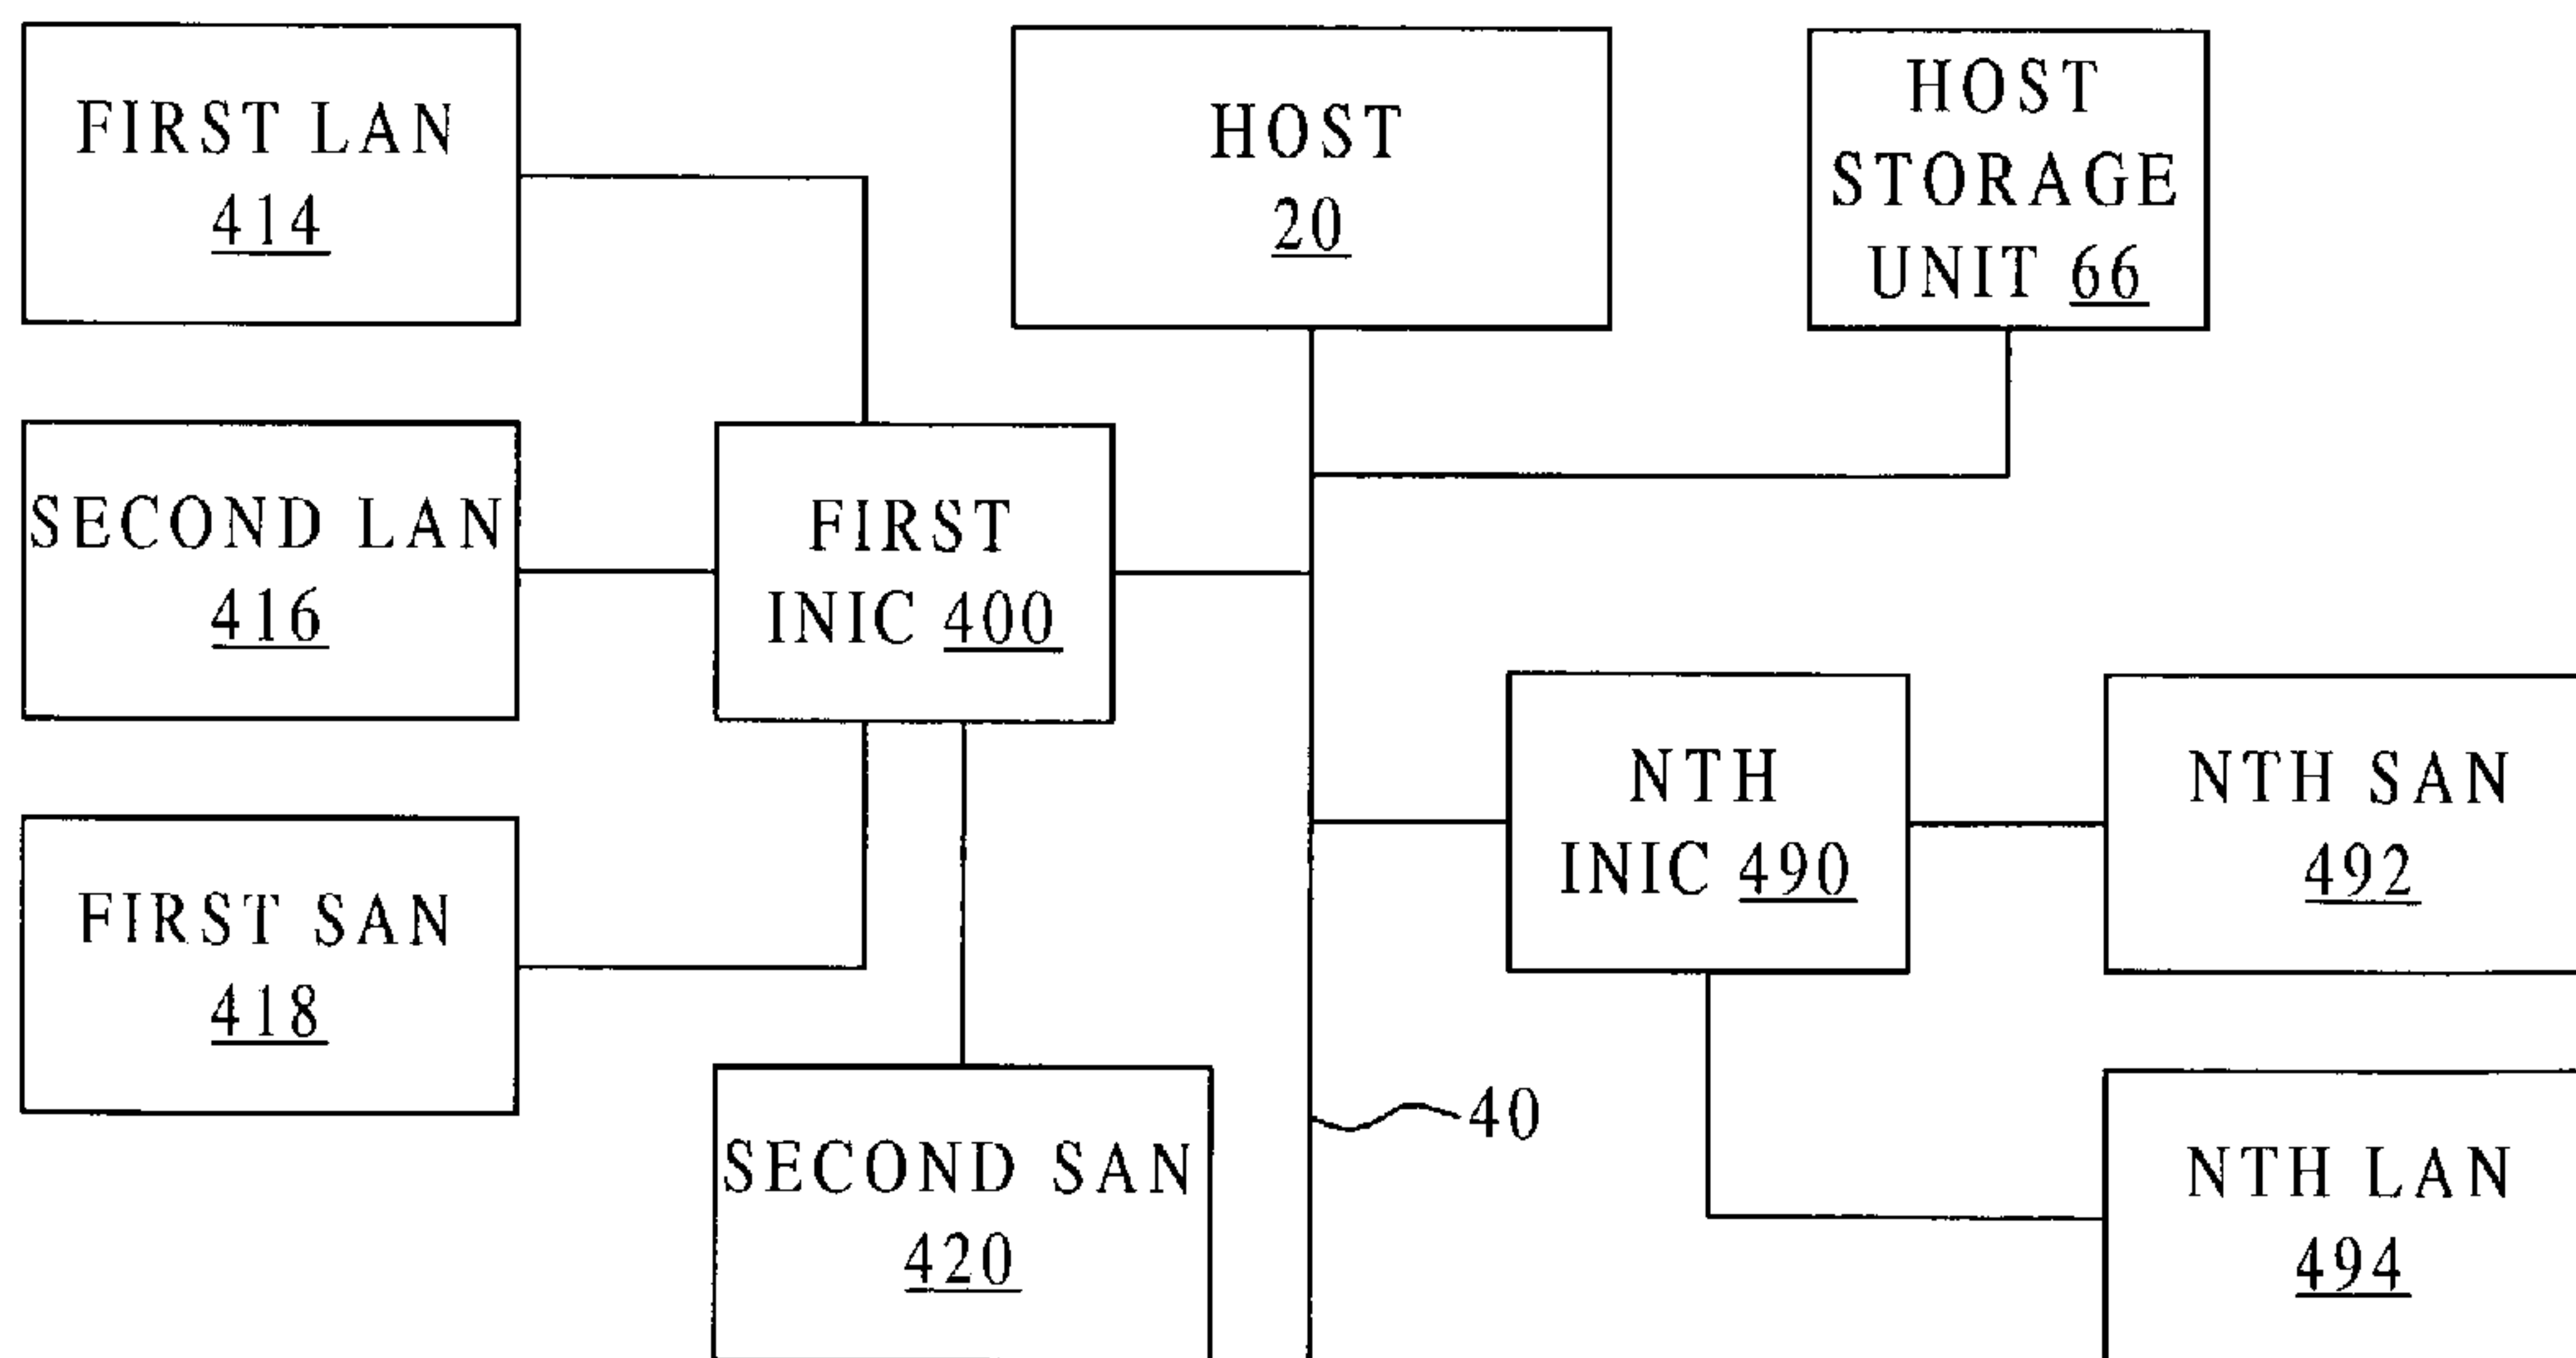 FIRST LAN
414
HOST
20
HOST
STORAGE
UNIT 66
SECOND LAN
416
FIRST
INIC 400
FIRST SAN
418
NTH
INIC 490
NTH SAN
492
SECOND SAN
420
40
NTH LAN
494